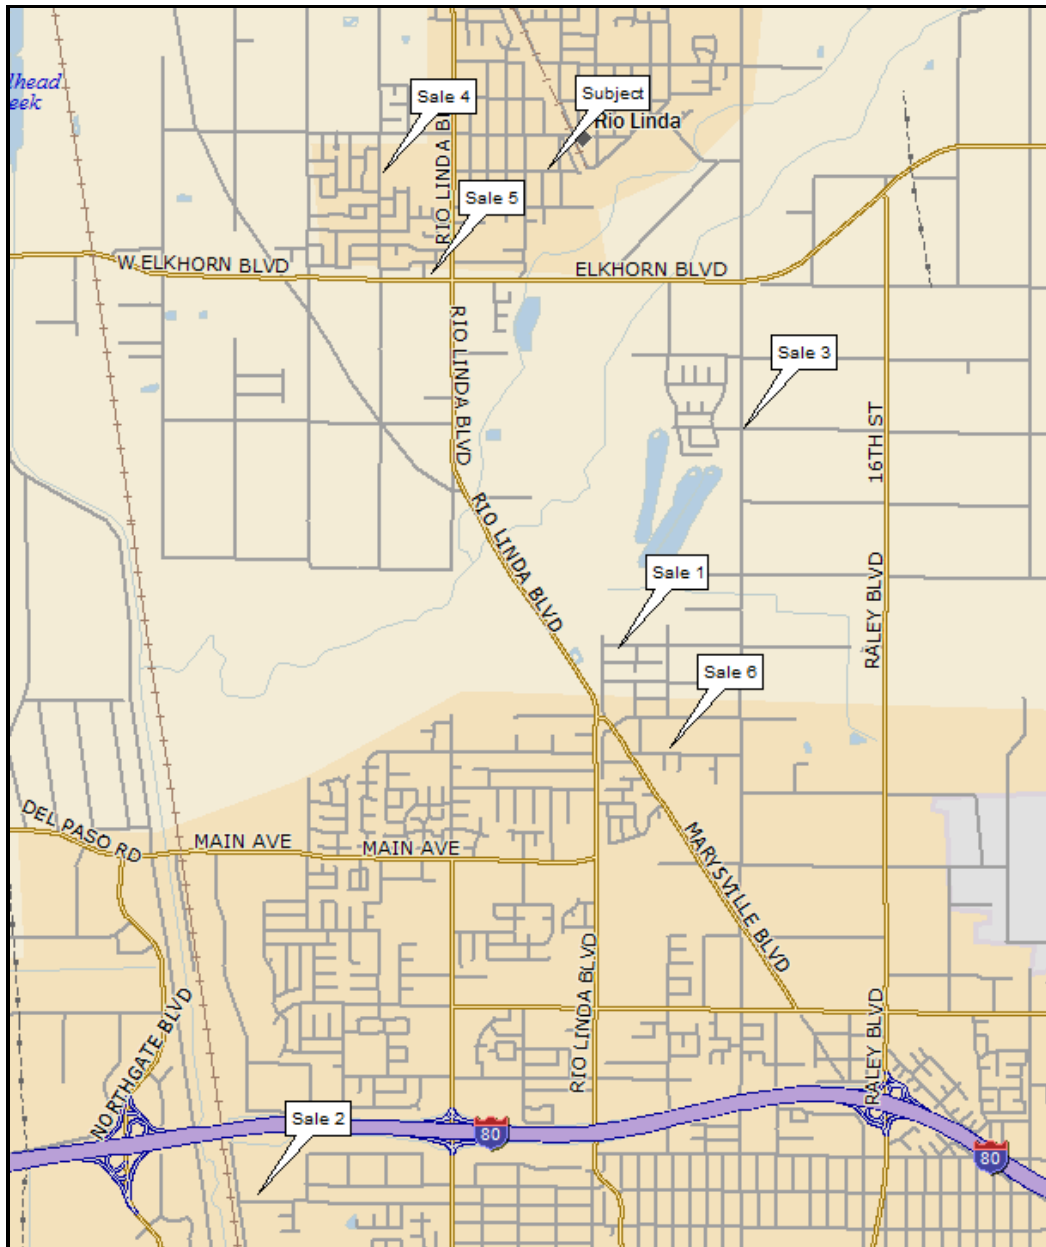 lhead
eek
Sale 4
Subject
Rio Linda
RIO LINDA B
Sale 5
W ELKHORN BLVD
ELKHORN BLVD
RIO LINDA BLVD
Sale 3
16TH ST
RIO LINDA BLVD
Sale 1
RALEY BLVD
Sale 6
DEL PASO RD
MAIN AVE
MAIN AVE
MARYSVILLE BLVD
RIO LINDA BLVD
NORTHGATE BLVD
RALEY BLVD
Sale 2
80
80